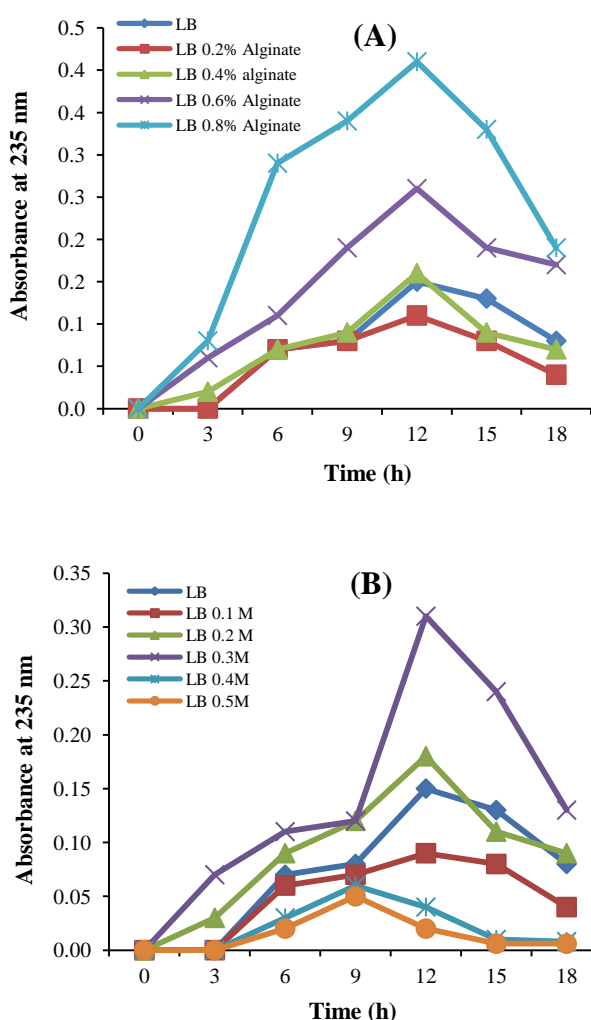 (A)
LB
LB 0.2% Alginate
LB 0.4% alginate
LB 0.6% Alginate
LB 0.8% Alginate
Absorbance at 235 nm
0.5
0.4
0.4
0.3
0.3
0.2
0.2
0.1
0.1
0.0
0 3 6 9 12 15 18
Time (h)
(B)
LB
LB 0.1 M
LB 0.2 M
LB 0.3M
LB 0.4M
LB 0.5M
Absorbance at 235 nm
0.35
0.30
0.25
0.20
0.15
0.10
0.05
0.00
0 3 6 9 12 15 18
Time (h)